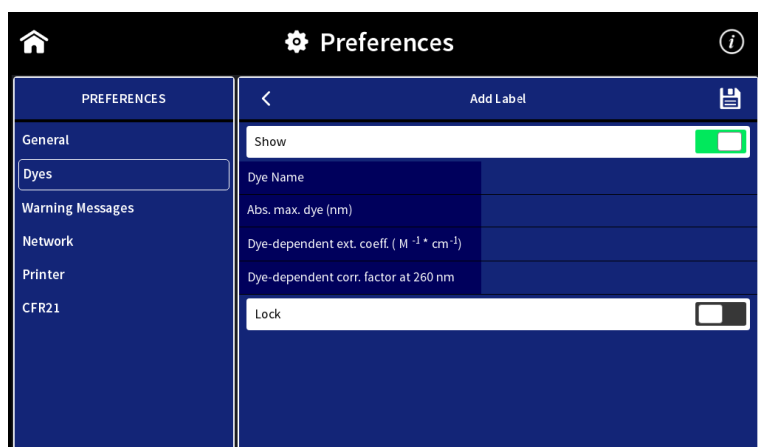 Preferences
i
PREFERENCES
Add Label
General
Show
Dyes
Dye Name
Warning Messages
Abs. max. dye (nm)
Network
Dye-dependent ext. coeff. ( M ⁻¹ * cm⁻¹)
Printer
Dye-dependent corr. factor at 260 nm
CFR21
Lock